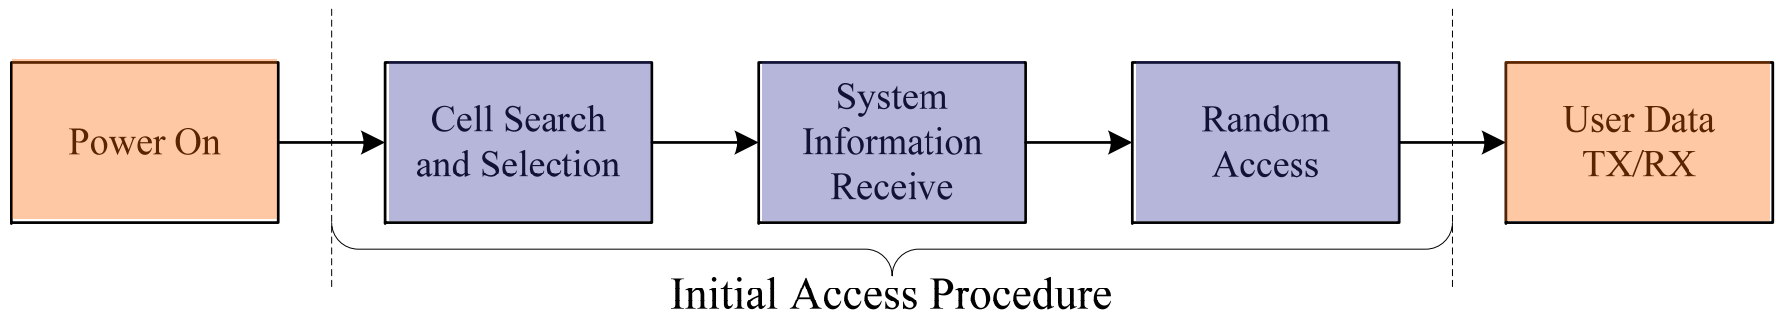 Power On
Cell Search
and Selection
System
Information
Receive
Random
Access
User Data
TX/RX
Initial Access Procedure